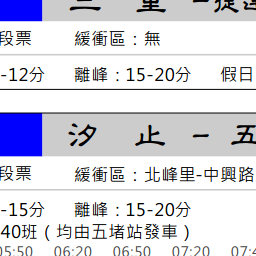 三 重 －捷運
段票 緩衝區：無
-12分 離峰：15-20分 假日
汐 止 － 五
段票 緩衝區：北峰里-中興路
-15分 離峰：15-20分
40班（均由五堵站發車）
05:50 06:20 06:50 07:20 07:4